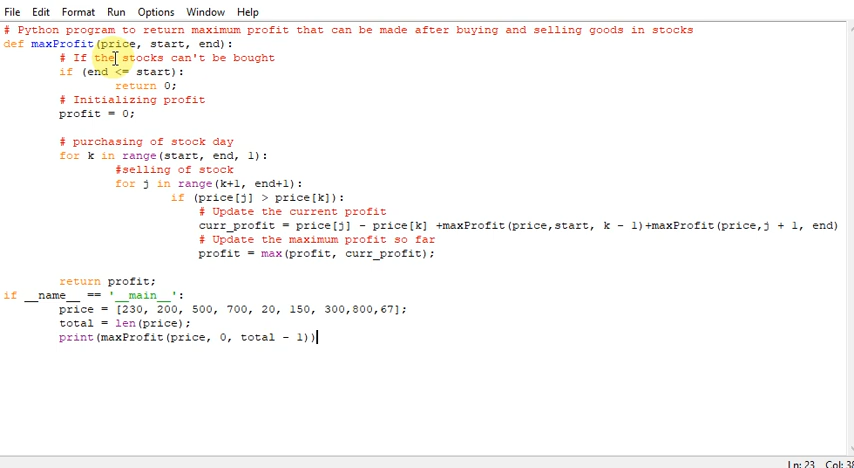 File Edit Format Run Options Window Help
# Python program to return maximum profit that can be made after buying and selling goods in stocks
def maxProfit(price, start, end):
# If the stocks can't be bought
if (end <= start):
return 0;
# Initializing profit
profit = 0;
# purchasing of stock day
for k in range(start, end, 1):
#selling of stock
for j in range(k+1, end+1):
if (price[j] > price[k]):
# Update the current profit
curr_profit = price[j] - price[k] +maxProfit(price,start, k - 1)+maxProfit(price,j + 1, end)
# Update the maximum profit so far
profit = max(profit, curr_profit);
return profit;
if __name__ == '__main__':
price = [230, 200, 500, 700, 20, 150, 300,800,67];
total = len(price);
print(maxProfit(price, 0, total - 1))
Ln: 23 Col: 38